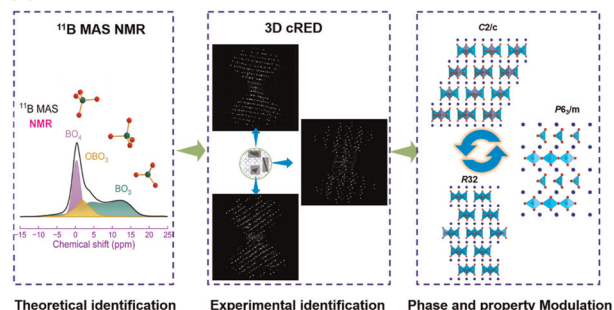 ¹¹B MAS NMR
¹¹B MAS
NMR
BO₄
OBO₃
BO₃
-15 -10 -5 0 5 10 15 20 25
Chemical shift (ppm)
Theoretical identification
3D cRED
Experimental identification
C2/c
P6₃/m
R32
Phase and property Modulation